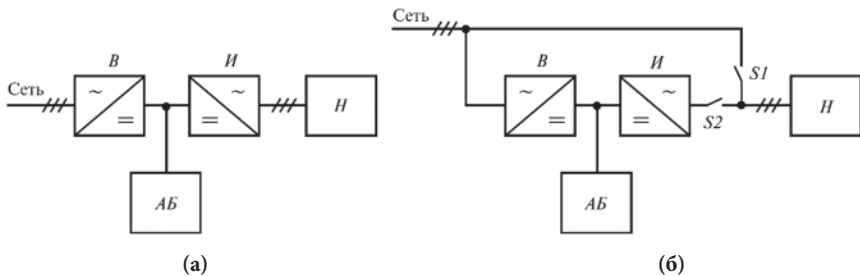 Сеть
В
И
~
=
~
=
Н
АБ
(а)
Сеть
В
И
S1
~
=
~
=
S2
Н
АБ
(б)